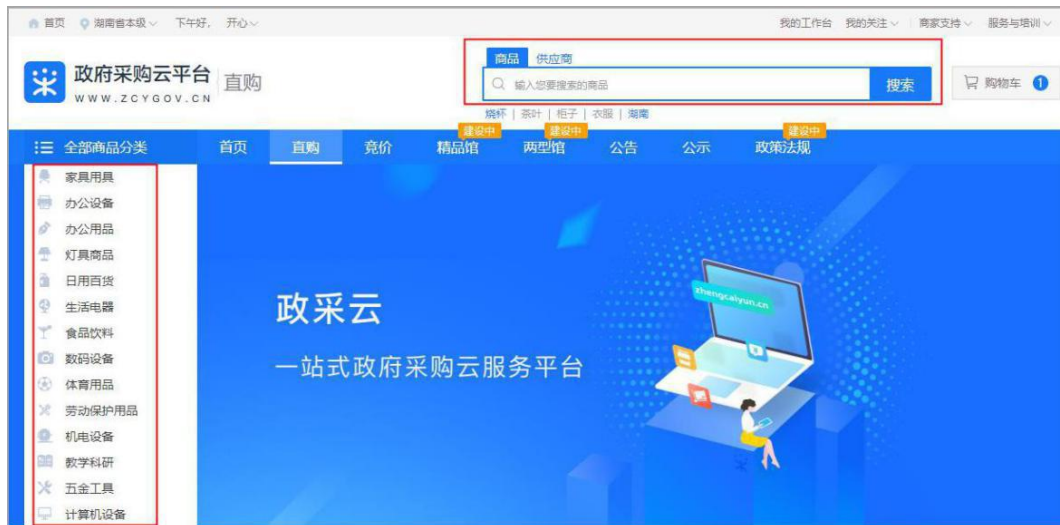 首页 湖南省本级 下午好, 开心 我的工作台 我的关注 商家支持 服务与培训
商品 供应商
政府采购云平台 直购
WWW.ZCYGOV.CN
输入您要搜索的商品 搜索 购物车 1
烧杯 | 茶叶 | 柜子 | 衣服 | 湖南
建设中 建设中 建设中
全部商品分类 首页 直购 竞价 精品馆 两型馆 公告 公示 政策法规
家具用具
办公设备
办公用品
灯具商品
日用百货
生活电器
食品饮料
数码设备
体育用品
劳动保护用品
机电设备
教学科研
五金工具
计算机设备
政采云
一站式政府采购云服务平台
zhengcaiyun.cn